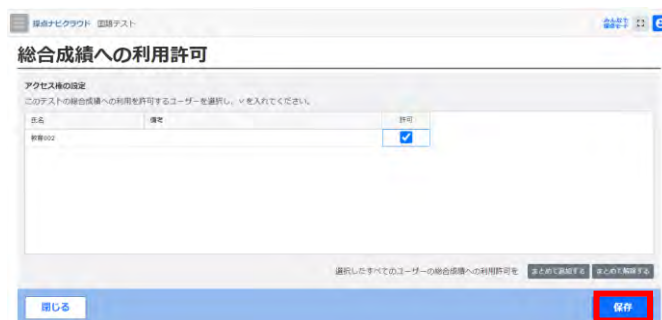 採点ナビクラウド 国語テスト
総合成績への利用許可
アクセス権の設定
このテストの総合成績への利用を許可するユーザーを選択し、∨を入れてください。
氏名 備考 許可
教員002
選択したすべてのユーザーの総合成績への利用許可を まとめて追加する まとめて解除する
閉じる 保存